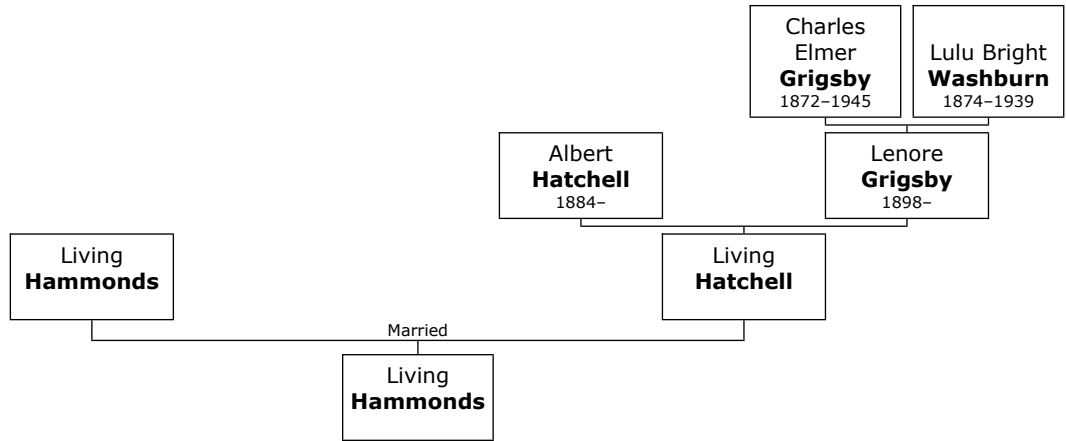 Charles
Elmer
Grigsby
1872–1945
Lulu Bright
Washburn
1874–1939
Albert
Hatchell
1884–
Lenore
Grigsby
1898–
Living
Hammonds
Living
Hatchell
Married
Living
Hammonds